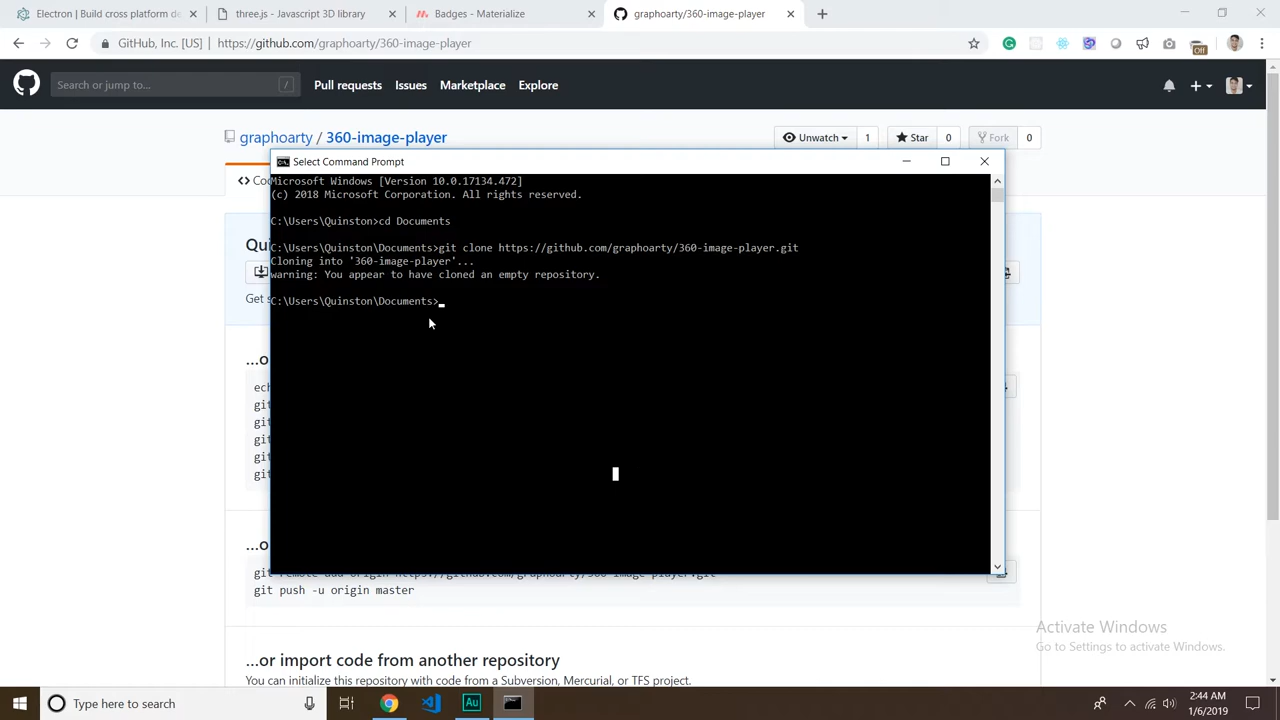 Electron | Build cross platform de
three.js - Javascript 3D library
Badges - Materialize
graphoarty/360-image-player
GitHub, Inc. [US]
https://github.com/graphoarty/360-image-player
Off
Search or jump to...
/
Pull requests
Issues
Marketplace
Explore
graphoarty / 360-image-player
Unwatch
1
Star
0
Fork
0
Select Command Prompt
Microsoft Windows [Version 10.0.17134.472]
(c) 2018 Microsoft Corporation. All rights reserved.
C:\Users\Quinston>cd Documents
C:\Users\Quinston\Documents>git clone https://github.com/graphoarty/360-image-player.git
Cloning into '360-image-player'...
warning: You appear to have cloned an empty repository.
C:\Users\Quinston\Documents>
git push -u origin master
…or import code from another repository
You can initialize this repository with code from a Subversion, Mercurial, or TFS project.
Activate Windows
Go to Settings to activate Windows.
Type here to search
Au
2:44 AM
1/6/2019